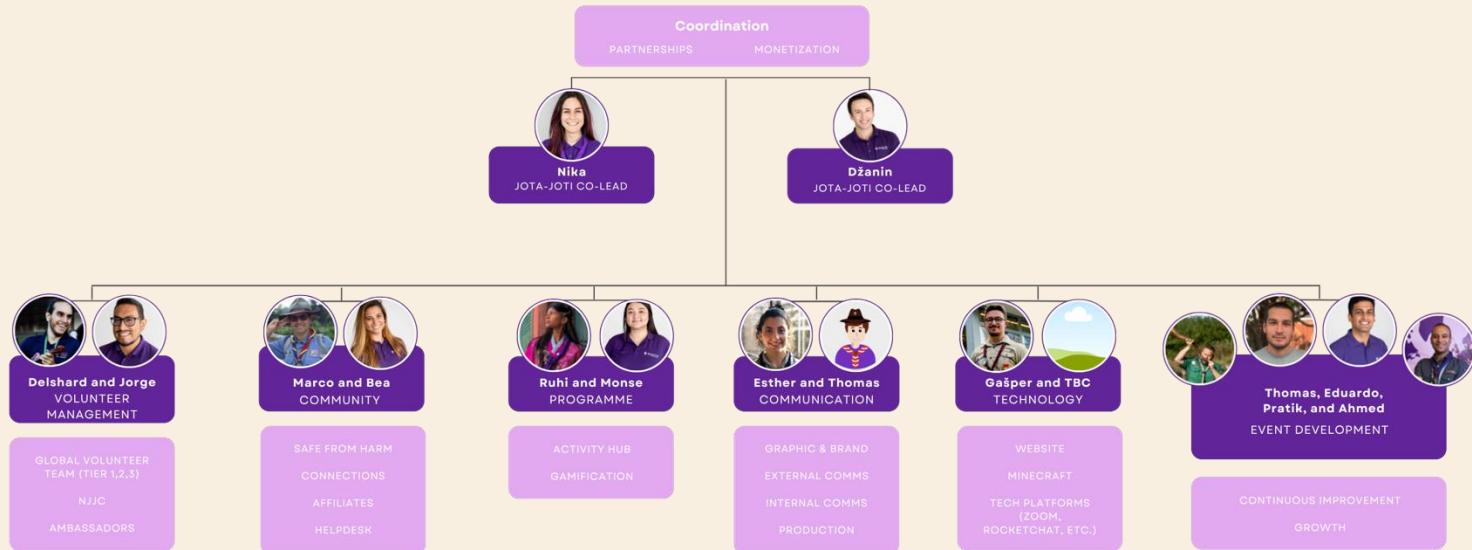 Coordination
PARTNERSHIPS MONETIZATION
Nika
JOTA-JOTI CO-LEAD
Džanin
JOTA-JOTI CO-LEAD
Delshard and Jorge
VOLUNTEER
MANAGEMENT
GLOBAL VOLUNTEER
TEAM (TIER 1,2,3)
NJJC
AMBASSADORS
Marco and Bea
COMMUNITY
SAFE FROM HARM
CONNECTIONS
AFFILIATES
HELPDESK
Ruhi and Monse
PROGRAMME
ACTIVITY HUB
GAMIFICATION
Esther and Thomas
COMMUNICATION
GRAPHIC & BRAND
EXTERNAL COMMS
INTERNAL COMMS
PRODUCTION
Gašper and TBC
TECHNOLOGY
WEBSITE
MINECRAFT
TECH PLATFORMS
(ZOOM,
ROCKETCHAT, ETC.)
Thomas, Eduardo,
Pratik, and Ahmed
EVENT DEVELOPMENT
CONTINUOUS IMPROVEMENT
GROWTH